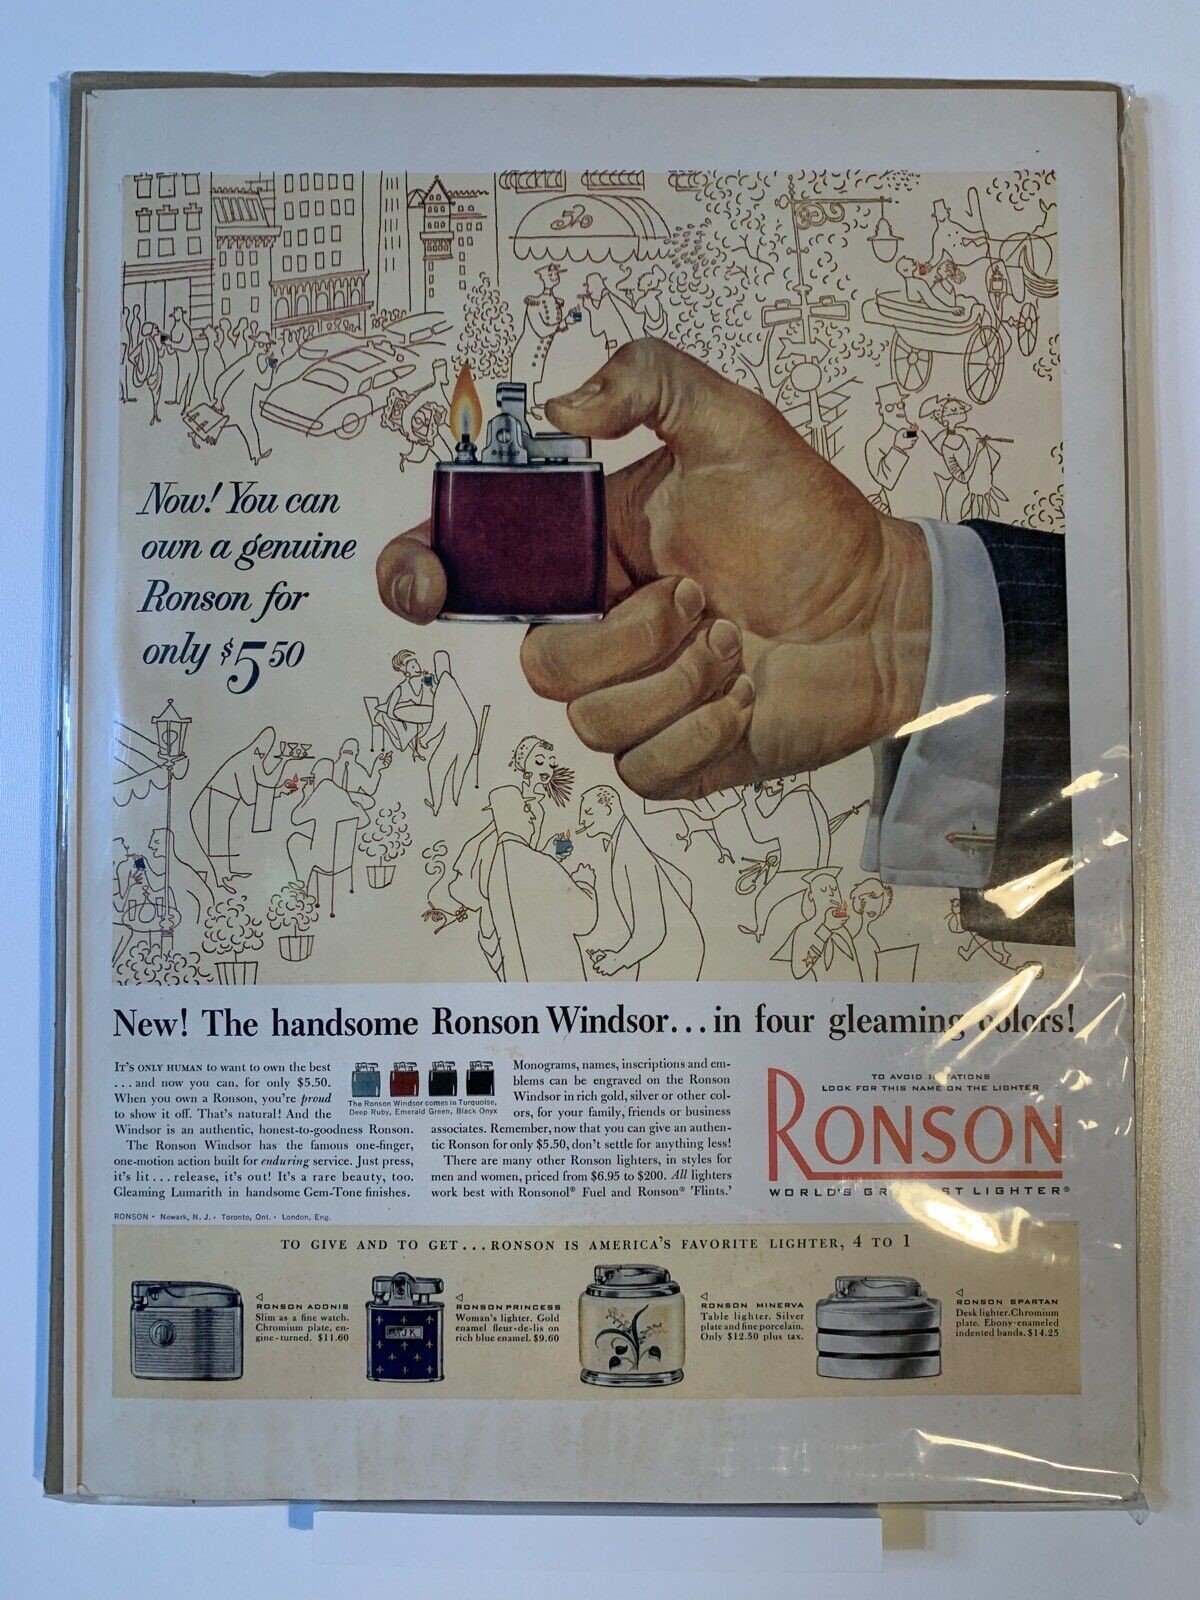 520
Now! You can
own a genuine
Ronson for
only $5 50
New! The handsome Ronson Windsor...in four gleaming colors!
IT'S ONLY HUMAN to want to own the best
...and now you can, for only $5.50.
When you own a Ronson, you're proud
to show it off. That's natural! And the
Windsor is an authentic, honest-to-goodness Ronson.
The Ronson Windsor has the famous one-finger,
one-motion action built for enduring service. Just press,
it's lit...release, it's out! It's a rare beauty, too.
Gleaming Lumarith in handsome Gem-Tone finishes.
The Ronson Windsor comes in Turquoise,
Deep Ruby, Emerald Green, Black Onyx
Monograms, names, inscriptions and em-
blems can be engraved on the Ronson
Windsor in rich gold, silver or other col-
ors, for your family, friends or business
associates. Remember, now that you can give an authen-
tic Ronson for only $5.50, don't settle for anything less!
There are many other Ronson lighters, in styles for
men and women, priced from $6.95 to $200. All lighters
work best with Ronsonol® Fuel and Ronson® 'Flints.'
TO AVOID
LOOK FOR THIS NAME ON THE LIGHTER
RONSON
WORLD'S GREATEST LIGHTER®
RONSON · Newark, N. J. · Toronto, Ont. · London, Eng.
TO GIVE AND TO GET...RONSON IS AMERICA'S FAVORITE LIGHTER, 4 TO 1
RONSON ADONIS
Slim as a fine watch.
Chromium plate, en-
gine-turned. $11.60
RONSON PRINCESS
Woman's lighter. Gold
enamel fleur-de-lis on
rich blue enamel. $9.60
RONSON MINERVA
Table lighter. Silver
plate and fine porcelain.
Only $12.50 plus tax.
RONSON SPARTAN
Desk lighter. Chromium
plate. Ebony-enameled
indented bands. $14.25